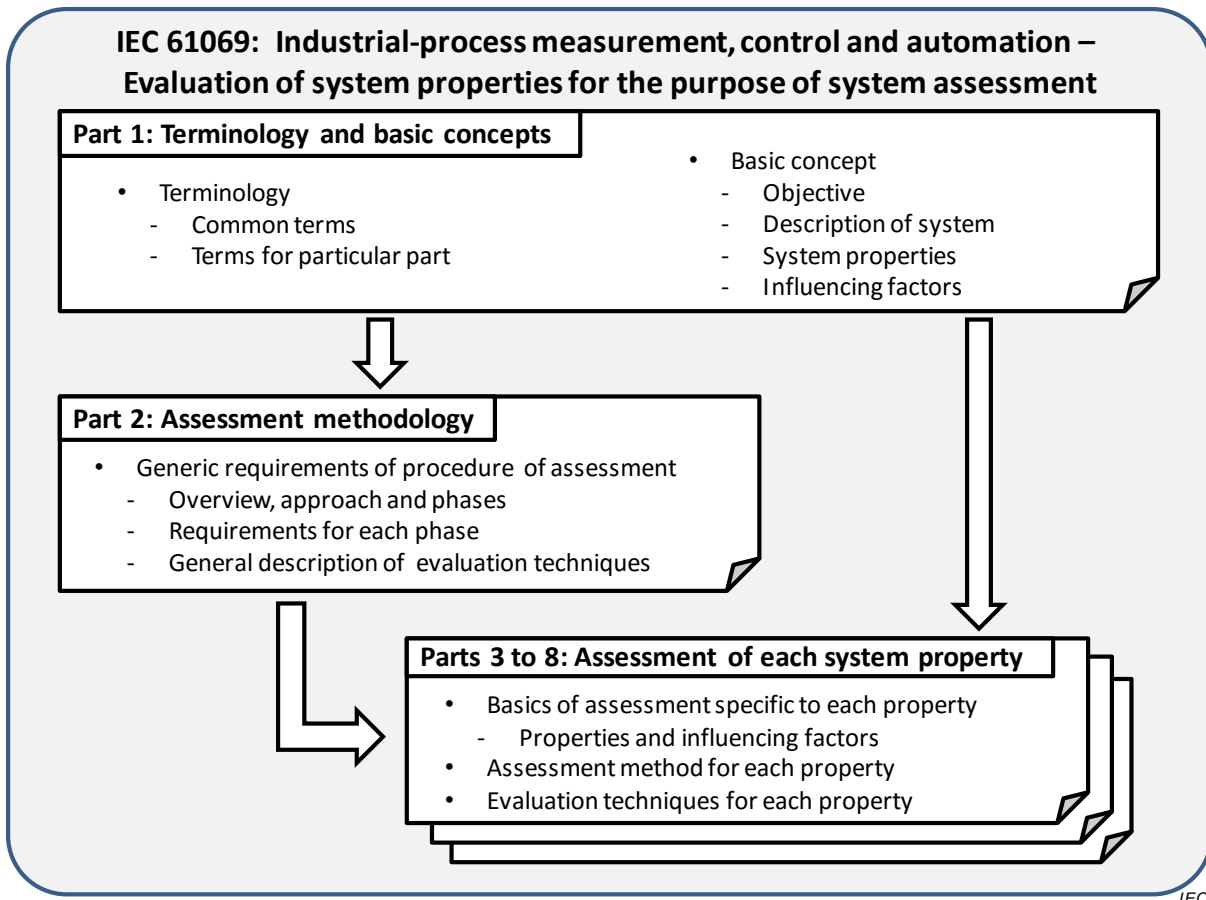 IEC 61069: Industrial-process measurement, control and automation –
Evaluation of system properties for the purpose of system assessment
Part 1: Terminology and basic concepts
• Terminology
- Common terms
- Terms for particular part
• Basic concept
- Objective
- Description of system
- System properties
- Influencing factors
Part 2: Assessment methodology
• Generic requirements of procedure of assessment
- Overview, approach and phases
- Requirements for each phase
- General description of evaluation techniques
Parts 3 to 8: Assessment of each system property
• Basics of assessment specific to each property
- Properties and influencing factors
• Assessment method for each property
• Evaluation techniques for each property
IEC